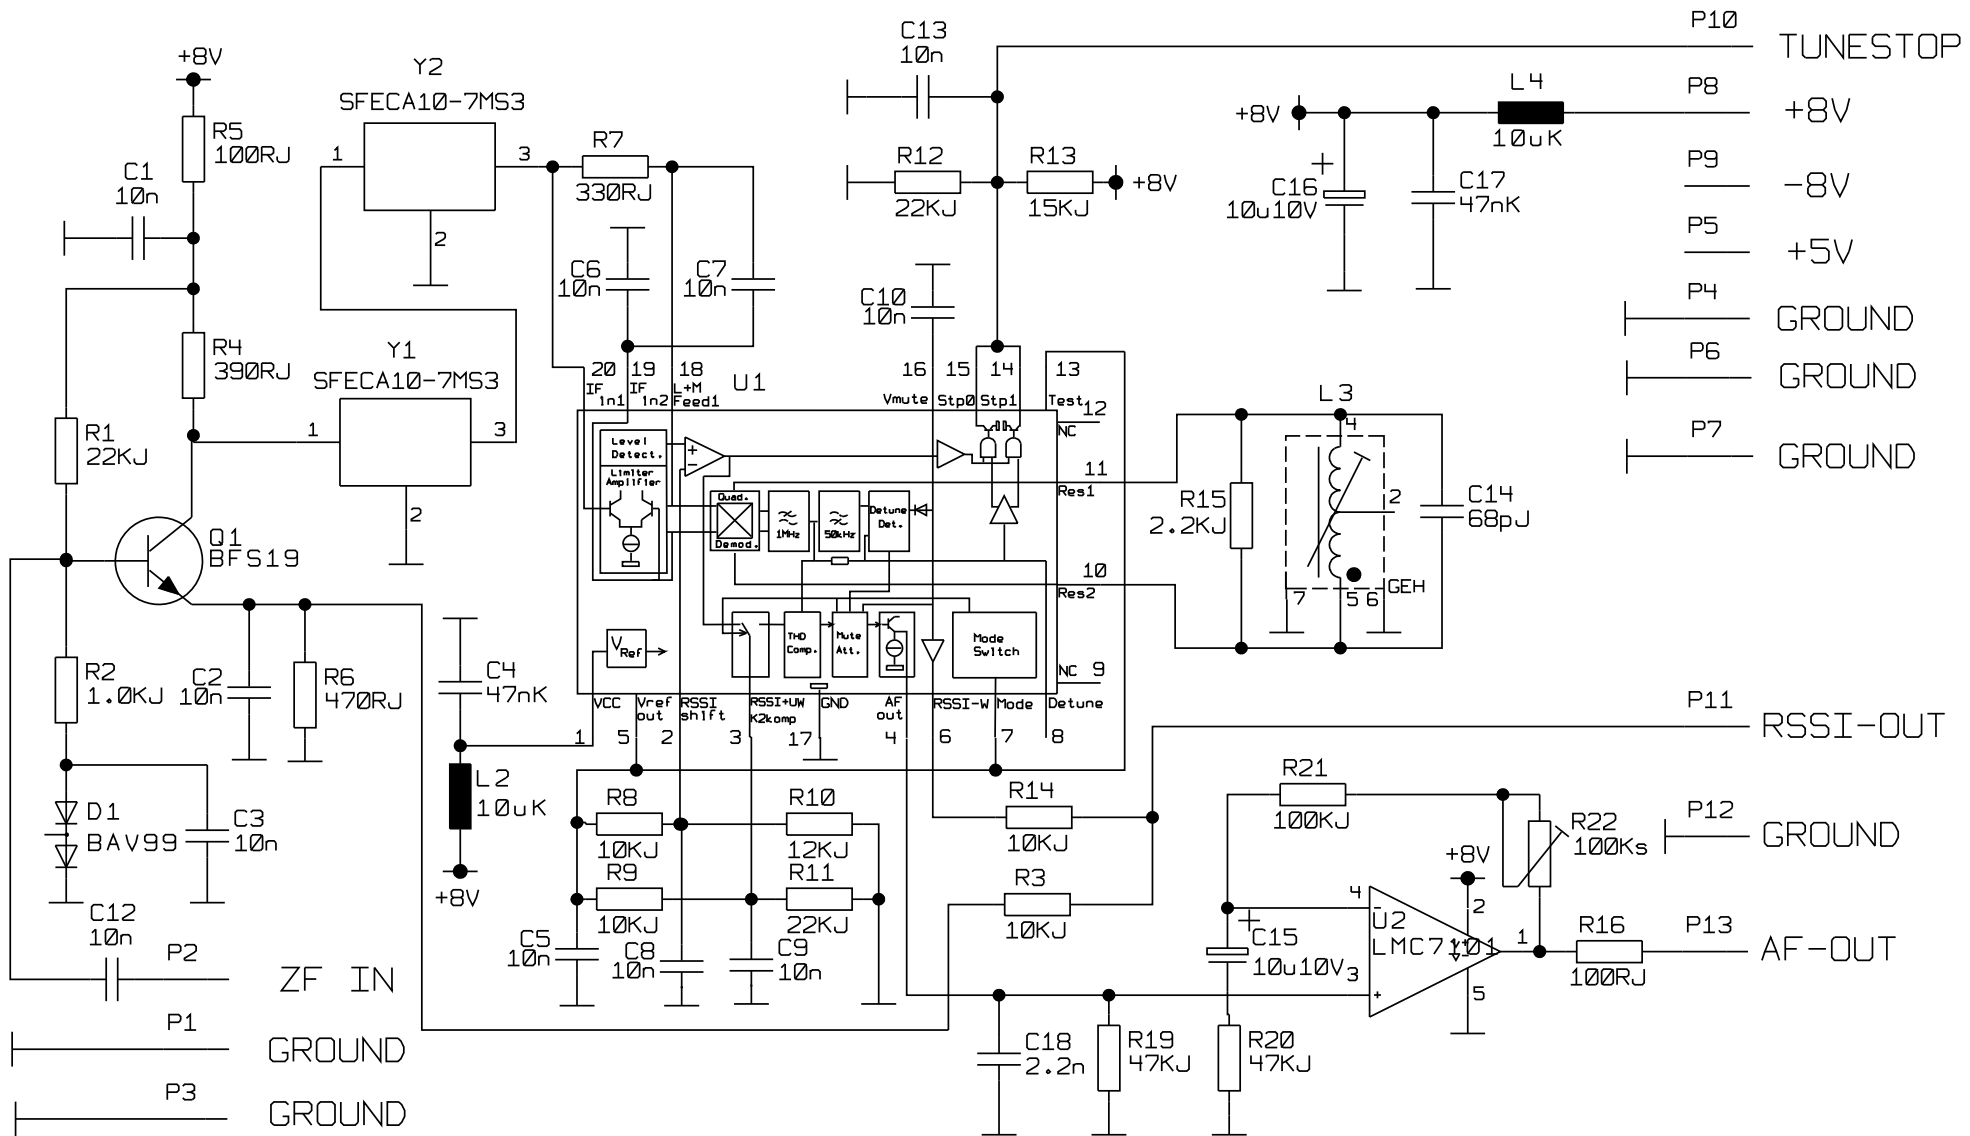 +8V
R5
100RJ
C1
10n
R4
390RJ
R1
22KJ
Q1
BFS19
R2
1.0KJ
C2
10n
R6
470RJ
D1
BAV99
C3
10n
C12
10n
P2
ZF IN
P1
GROUND
P3
GROUND
Y2
SFECA10-7MS3
1
3
2
Y1
SFECA10-7MS3
1
3
2
R7
330RJ
C6
10n
C7
10n
C4
47nK
L2
10uK
+8V
C13
10n
R12
22KJ
R13
15KJ
+8V
C10
10n
20
19
18
U1
16
15
14
13
12
IF
in1
IF
in2
L+M
Feed1
Vmute
Stp0
Stp1
Test
NC
11
Res1
10
Res2
NC 9
Level
Detect.
Limiter
Amplifier
Quad.
Demod.
1MHz
50kHz
Detune
Det.
V
Ref
THD
Comp.
Mute
Att.
Mode
Switch
VCC
Vref
out
RSSI
shift
RSSI+UW
K2komp
GND
AF
out
RSSI-W
Mode
Detune
1
5
2
3
17
4
6
7
8
R8
10KJ
R10
12KJ
R9
10KJ
R11
22KJ
C5
10n
C8
10n
C9
10n
R14
10KJ
R3
10KJ
C18
2.2n
R19
47KJ
R20
47KJ
+8V
C16
10u10V
+
C17
47nK
L4
10uK
R15
2.2KJ
L3
4
2
7
5
6
GEH
C14
68pJ
R21
100KJ
R22
100Ks
+8V
4
2
-
U2
LMC7101
V+
V-
1
3
+
5
+
C15
10u10V
R16
100RJ
P10
TUNESTOP
P8
+8V
P9
-8V
P5
+5V
P4
GROUND
P6
GROUND
P7
GROUND
P11
RSSI-OUT
P12
GROUND
P13
AF-OUT